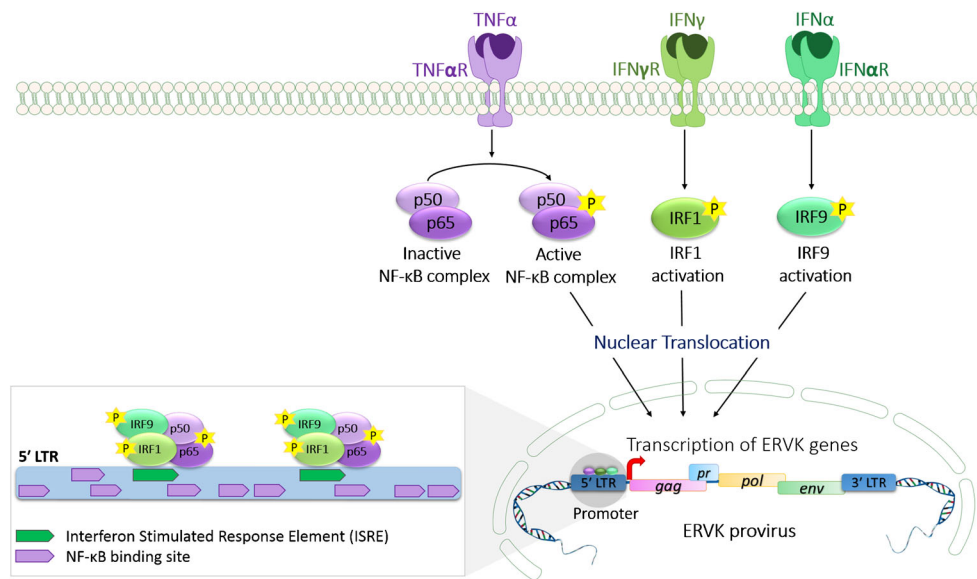 TNFα
IFNγ
IFNα
TNFαR
IFNγR
IFNαR
p50
p65
p50
p65
P
IRF1
P
IRF9
P
Inactive
NF-κB complex
Active
NF-κB complex
IRF1
activation
IRF9
activation
Nuclear Translocation
P
IRF9
p50
P
IRF1
p65
P
P
IRF9
p50
P
IRF1
p65
P
5' LTR
Interferon Stimulated Response Element (ISRE)
NF-κB binding site
Transcription of ERVK genes
5' LTR
gag
pr
pol
env
3' LTR
Promoter
ERVK provirus